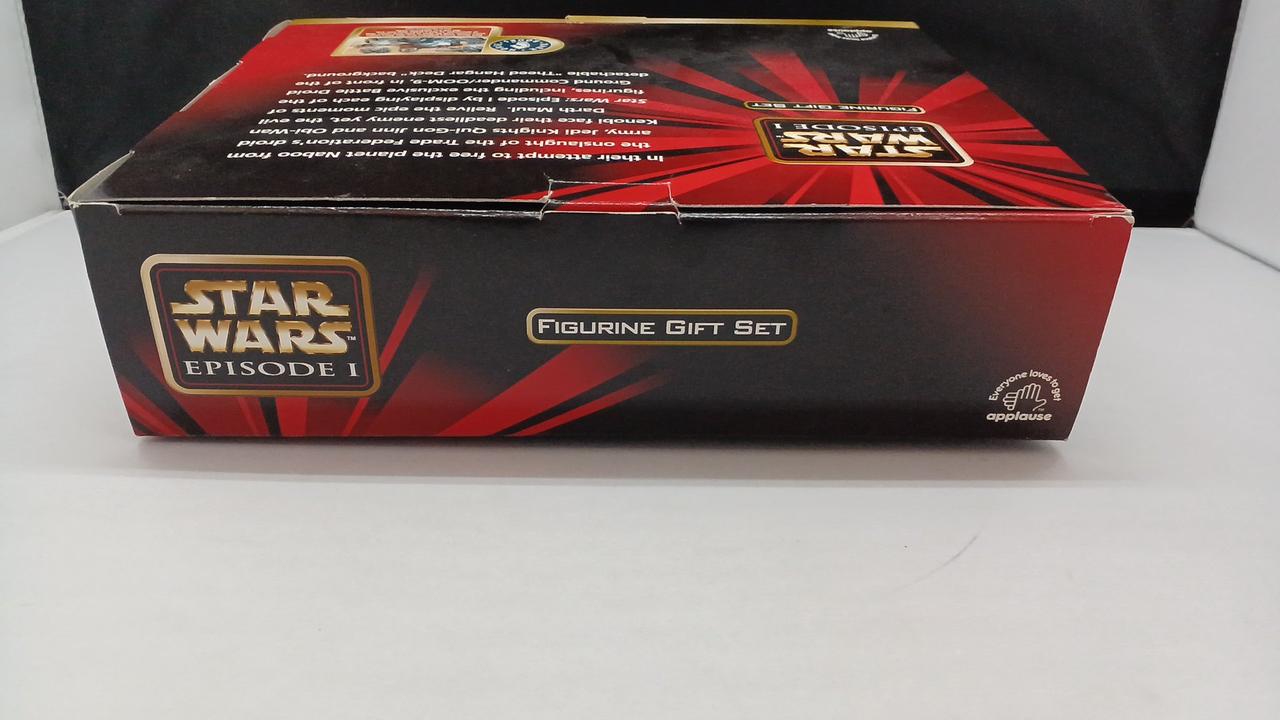 In their attempt to free the planet Naboo from
the onslaught of the Trade Federation's droid
army, Jedi Knights Qui-Gon Jinn and Obi-Wan
Kenobi face their deadliest enemy yet, the evil
Darth Maul. Relive the epic moments of
Star Wars: Episode I by displaying each of the
figurines, including the exclusive Battle Droid
Ground Commander/OOM-9, in front of the
detachable "Theed Hangar Deck" background.
STAR
WARS
EPISODE I
FIGURINE GIFT SET
STAR
WARS™
EPISODE I
FIGURINE GIFT SET
Everyone loves to get
applause™